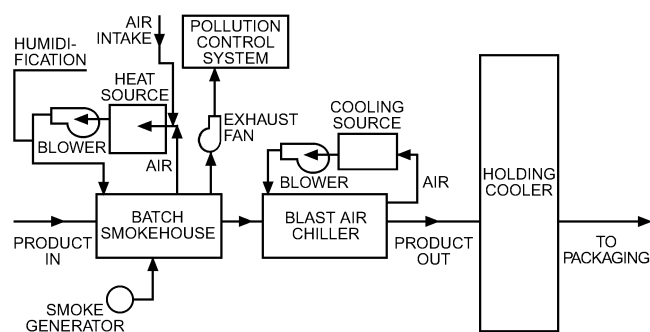 AIR
INTAKE
POLLUTION
CONTROL
SYSTEM
HUMIDI-
FICATION
HEAT
SOURCE
BLOWER
AIR
EXHAUST
FAN
COOLING
SOURCE
BLOWER
AIR
HOLDING
COOLER
BATCH
SMOKEHOUSE
BLAST AIR
CHILLER
PRODUCT
IN
PRODUCT
OUT
TO
PACKAGING
SMOKE
GENERATOR